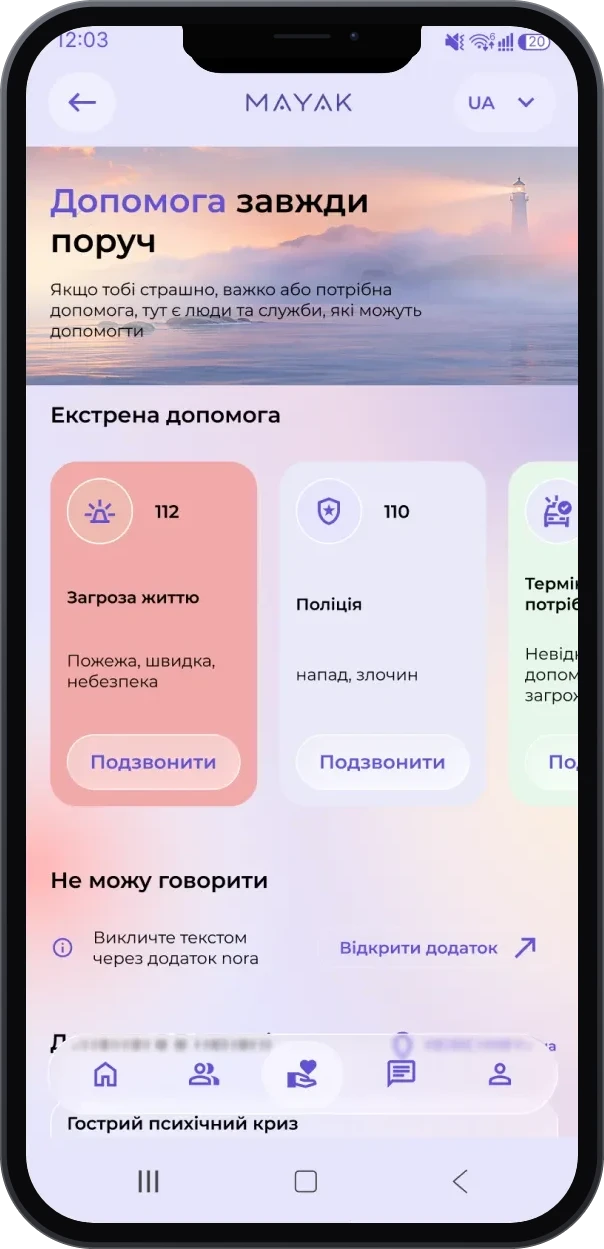 12:03
6
20
MAYAK
UA
Допомога завжди
поруч
Якщо тобі страшно, важко або потрібна
допомога, тут є люди та служби, які можуть
допомогти
Екстрена допомога
112
Загроза життю
Пожежа, швидка,
небезпека
Подзвонити
110
Поліція
напад, злочин
Подзвонити
Не можу говорити
Викличте текстом
через додаток nora
Відкрити додаток
Гострий психічний криз